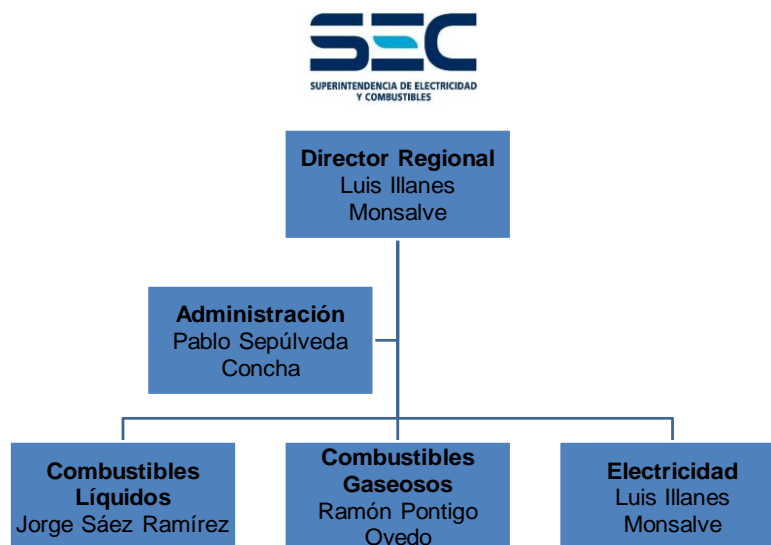 SEC
SUPERINTENDENCIA DE ELECTRICIDAD
Y COMBUSTIBLES
Director Regional
Luis Illanes
Monsalve
Administración
Pablo Sepúlveda
Concha
Combustibles
Líquidos
Jorge Sáez Ramírez
Combustibles
Gaseosos
Ramón Pontigo
Oyedo
Electricidad
Luis Illanes
Monsalve